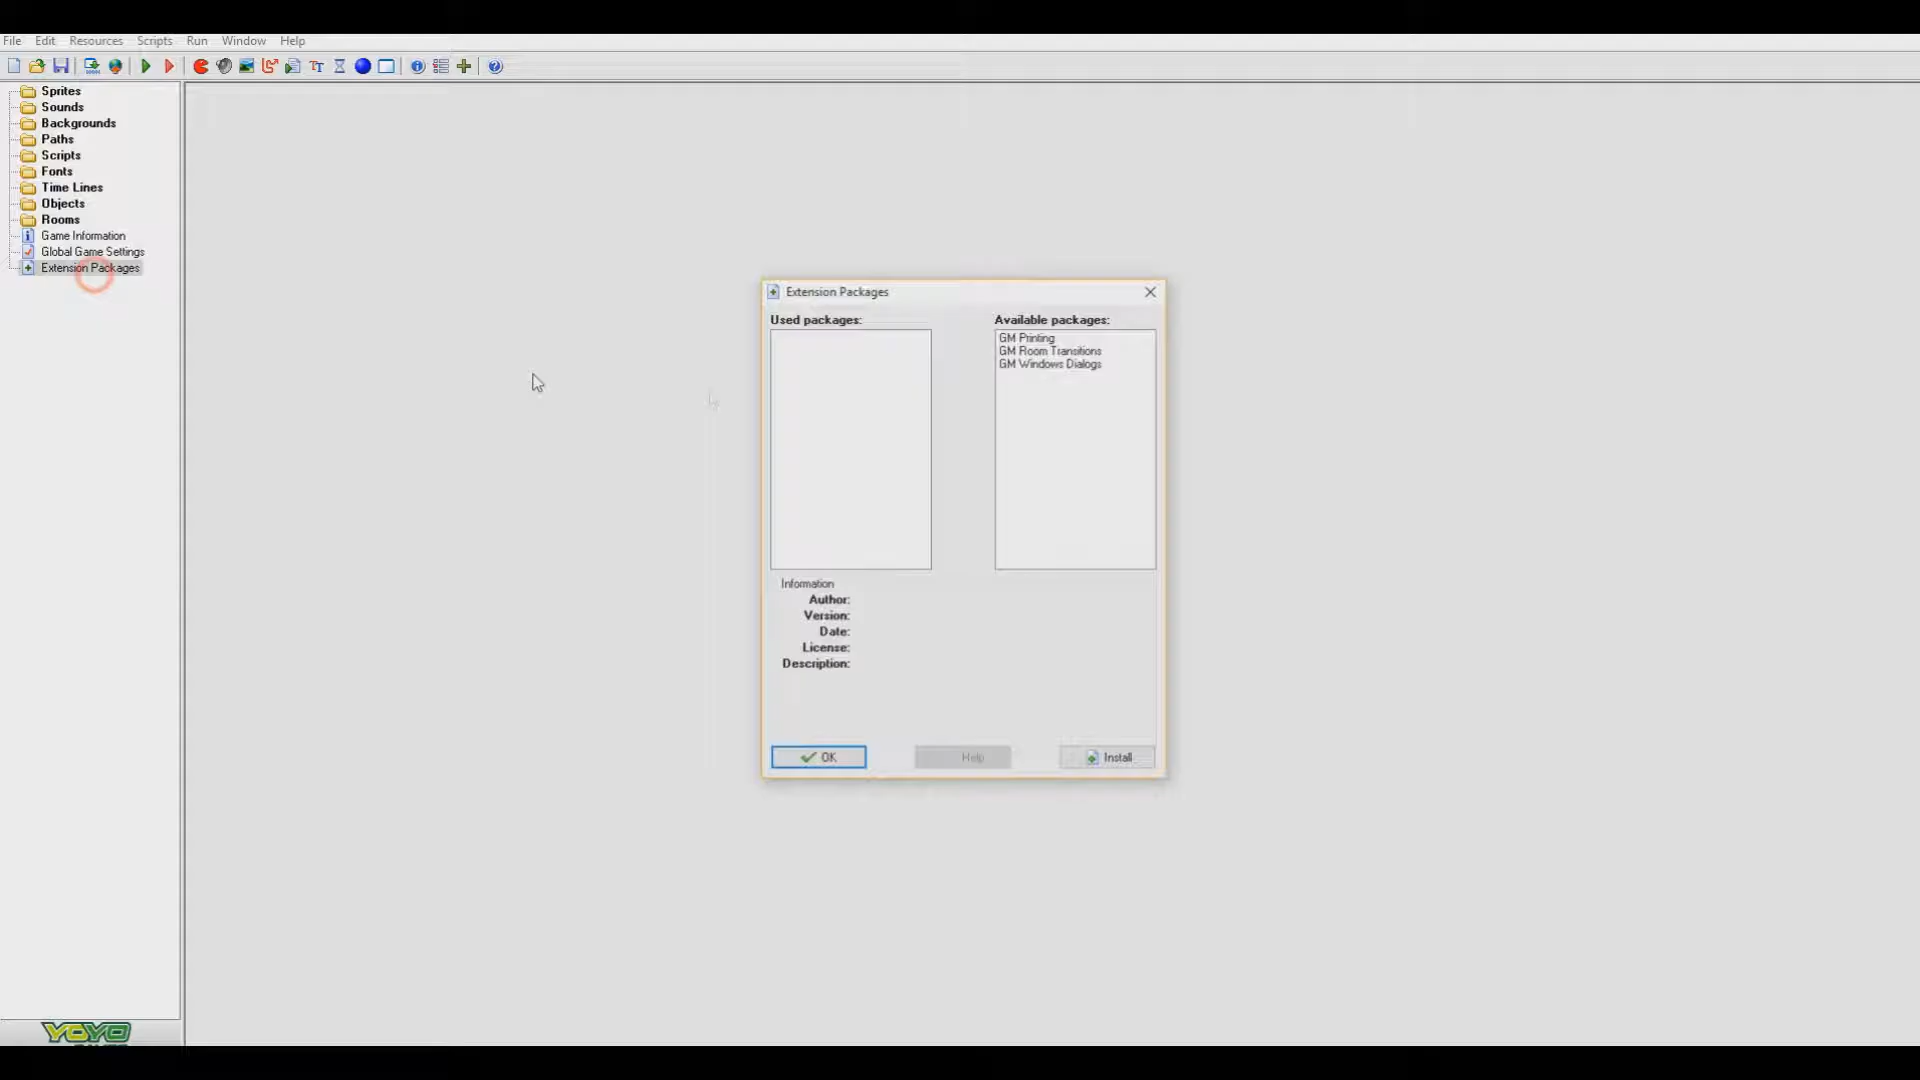 File Edit Resources Scripts Run Window Help
Sprites
Sounds
Backgrounds
Paths
Scripts
Fonts
Time Lines
Objects
Rooms
Game Information
Global Game Settings
Extension Packages
Extension Packages
Used packages:
Available packages:
GM Printing
GM Room Transitions
GM Windows Dialogs
Information
Author:
Version:
Date:
License:
Description:
OK
Help
Install
YOYO